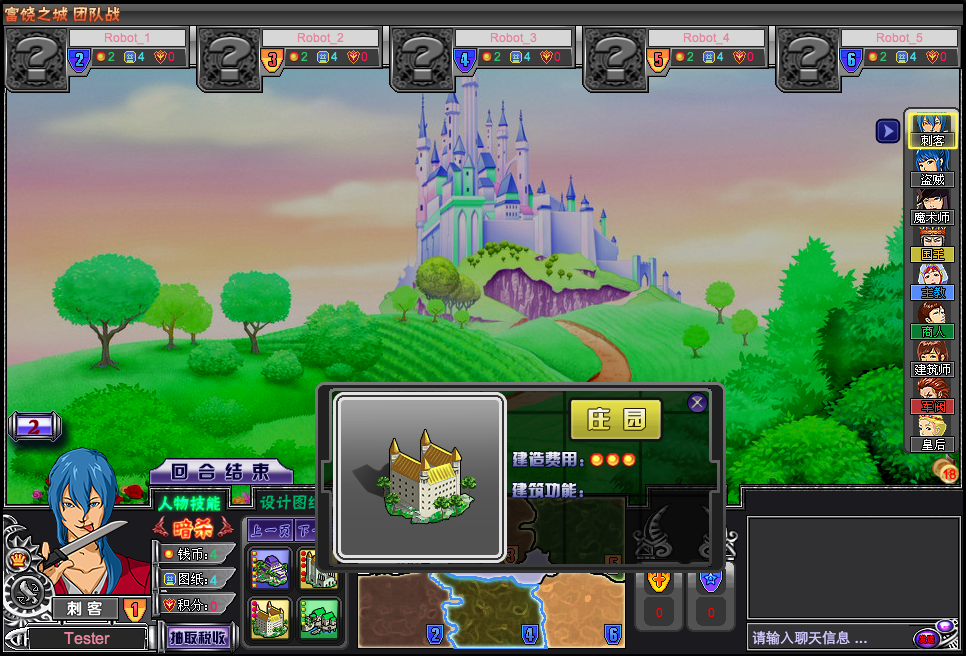 富饶之城 团队战
Robot_1
2 2 4 0
Robot_2
3 2 4 0
Robot_3
4 2 4 0
Robot_4
5 2 4 0
Robot_5
6 2 4 0
刺客
盗贼
魔术师
国王
主教
商人
建筑师
军阀
皇后
18
2
庄园
建造费用:
建筑功能:
回合结束
人物技能
设计图纸
暗杀
上一页
下一
钱币:4
图纸:4
积分:0
刺客
1
Tester
抽取税收
3
5
2
4
6
0
0
请输入聊天信息 ...